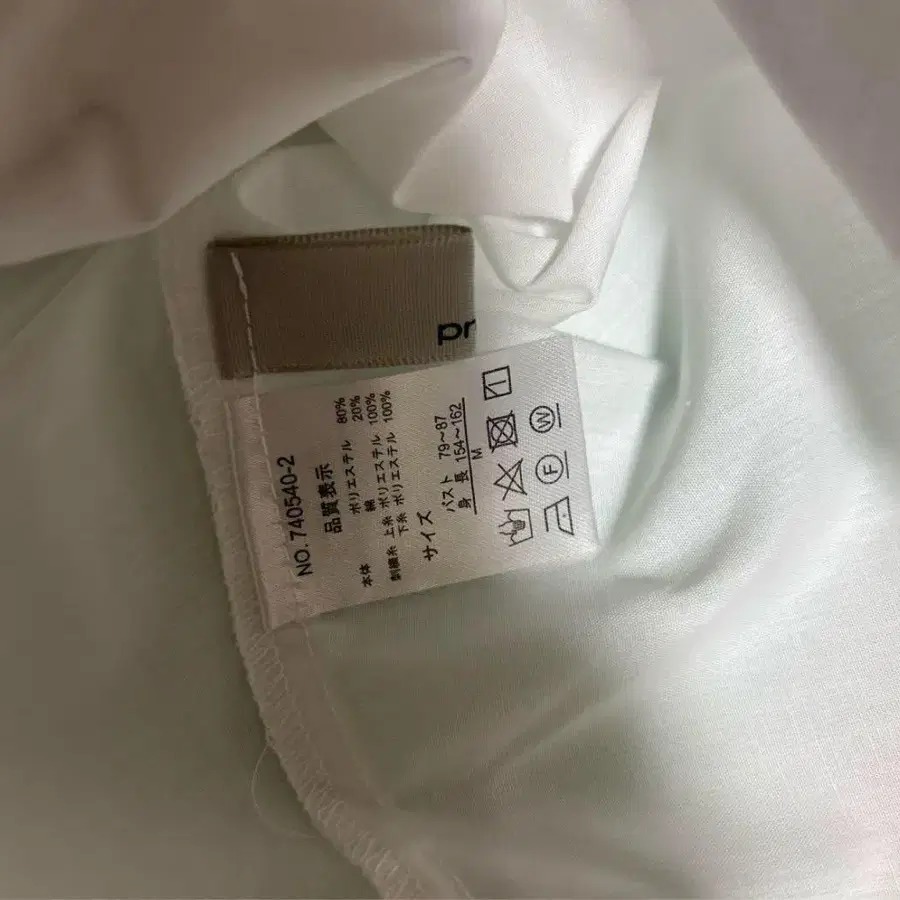 pr
NO. 740540-2
品質表示
ポリエステル 80%
本体 綿 20%
刺繍糸 上糸 ポリエステル 100%
下糸 ポリエステル 100%
サイズ
バスト 79～87
身長 154～162
M
F W